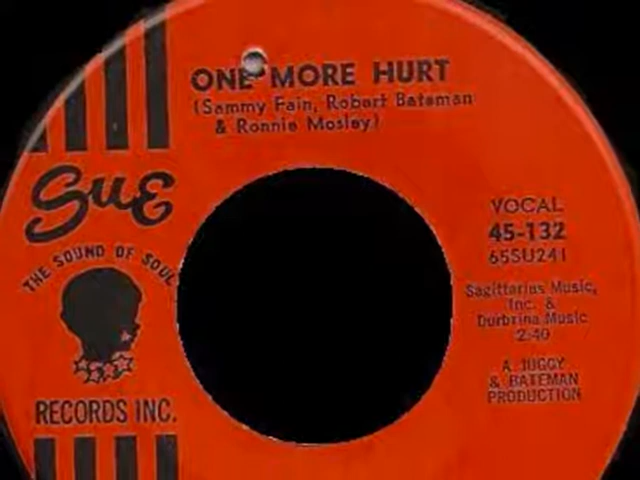 ONE MORE HURT
(Sammy Fain, Robert Bateman
& Ronnie Mosley)
Sue
THE SOUND OF SOUL
RECORDS INC.
VOCAL
45-132
65SU241
Sagittarius Music,
Inc. &
Durbrina Music
2:40
A JUGGY
& BATEMAN
PRODUCTION